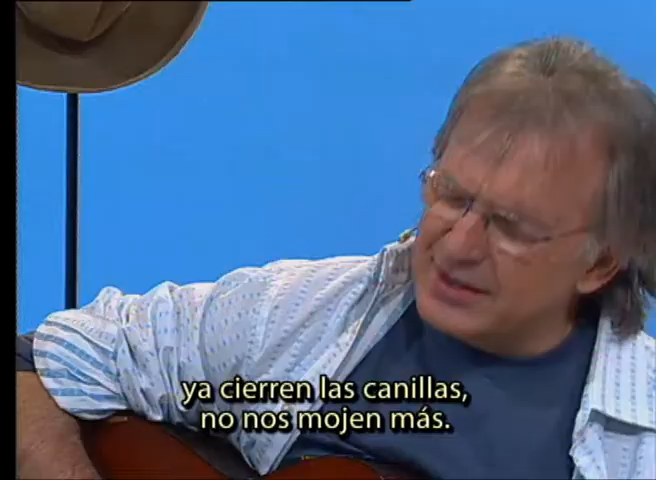 ya cierren las canillas,
no nos mojen más.